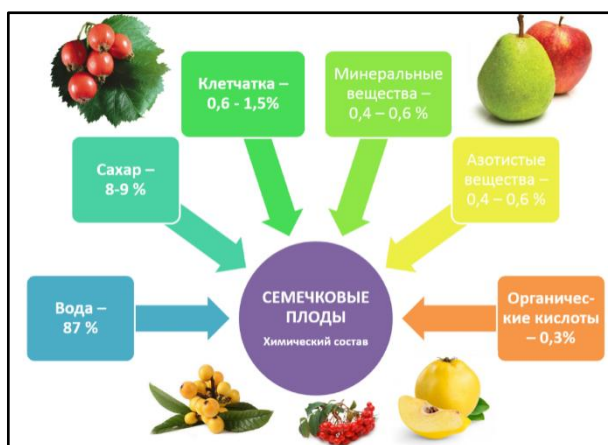 Клетчатка –
0,6 - 1,5%
Минеральные
вещества –
0,4 – 0,6 %
Сахар –
8-9 %
Азотистые
вещества –
0,4 – 0,6 %
Вода –
87 %
СЕМЕЧКОВЫЕ
ПЛОДЫ
Химический состав
Органичес-
кие кислоты
– 0,3%